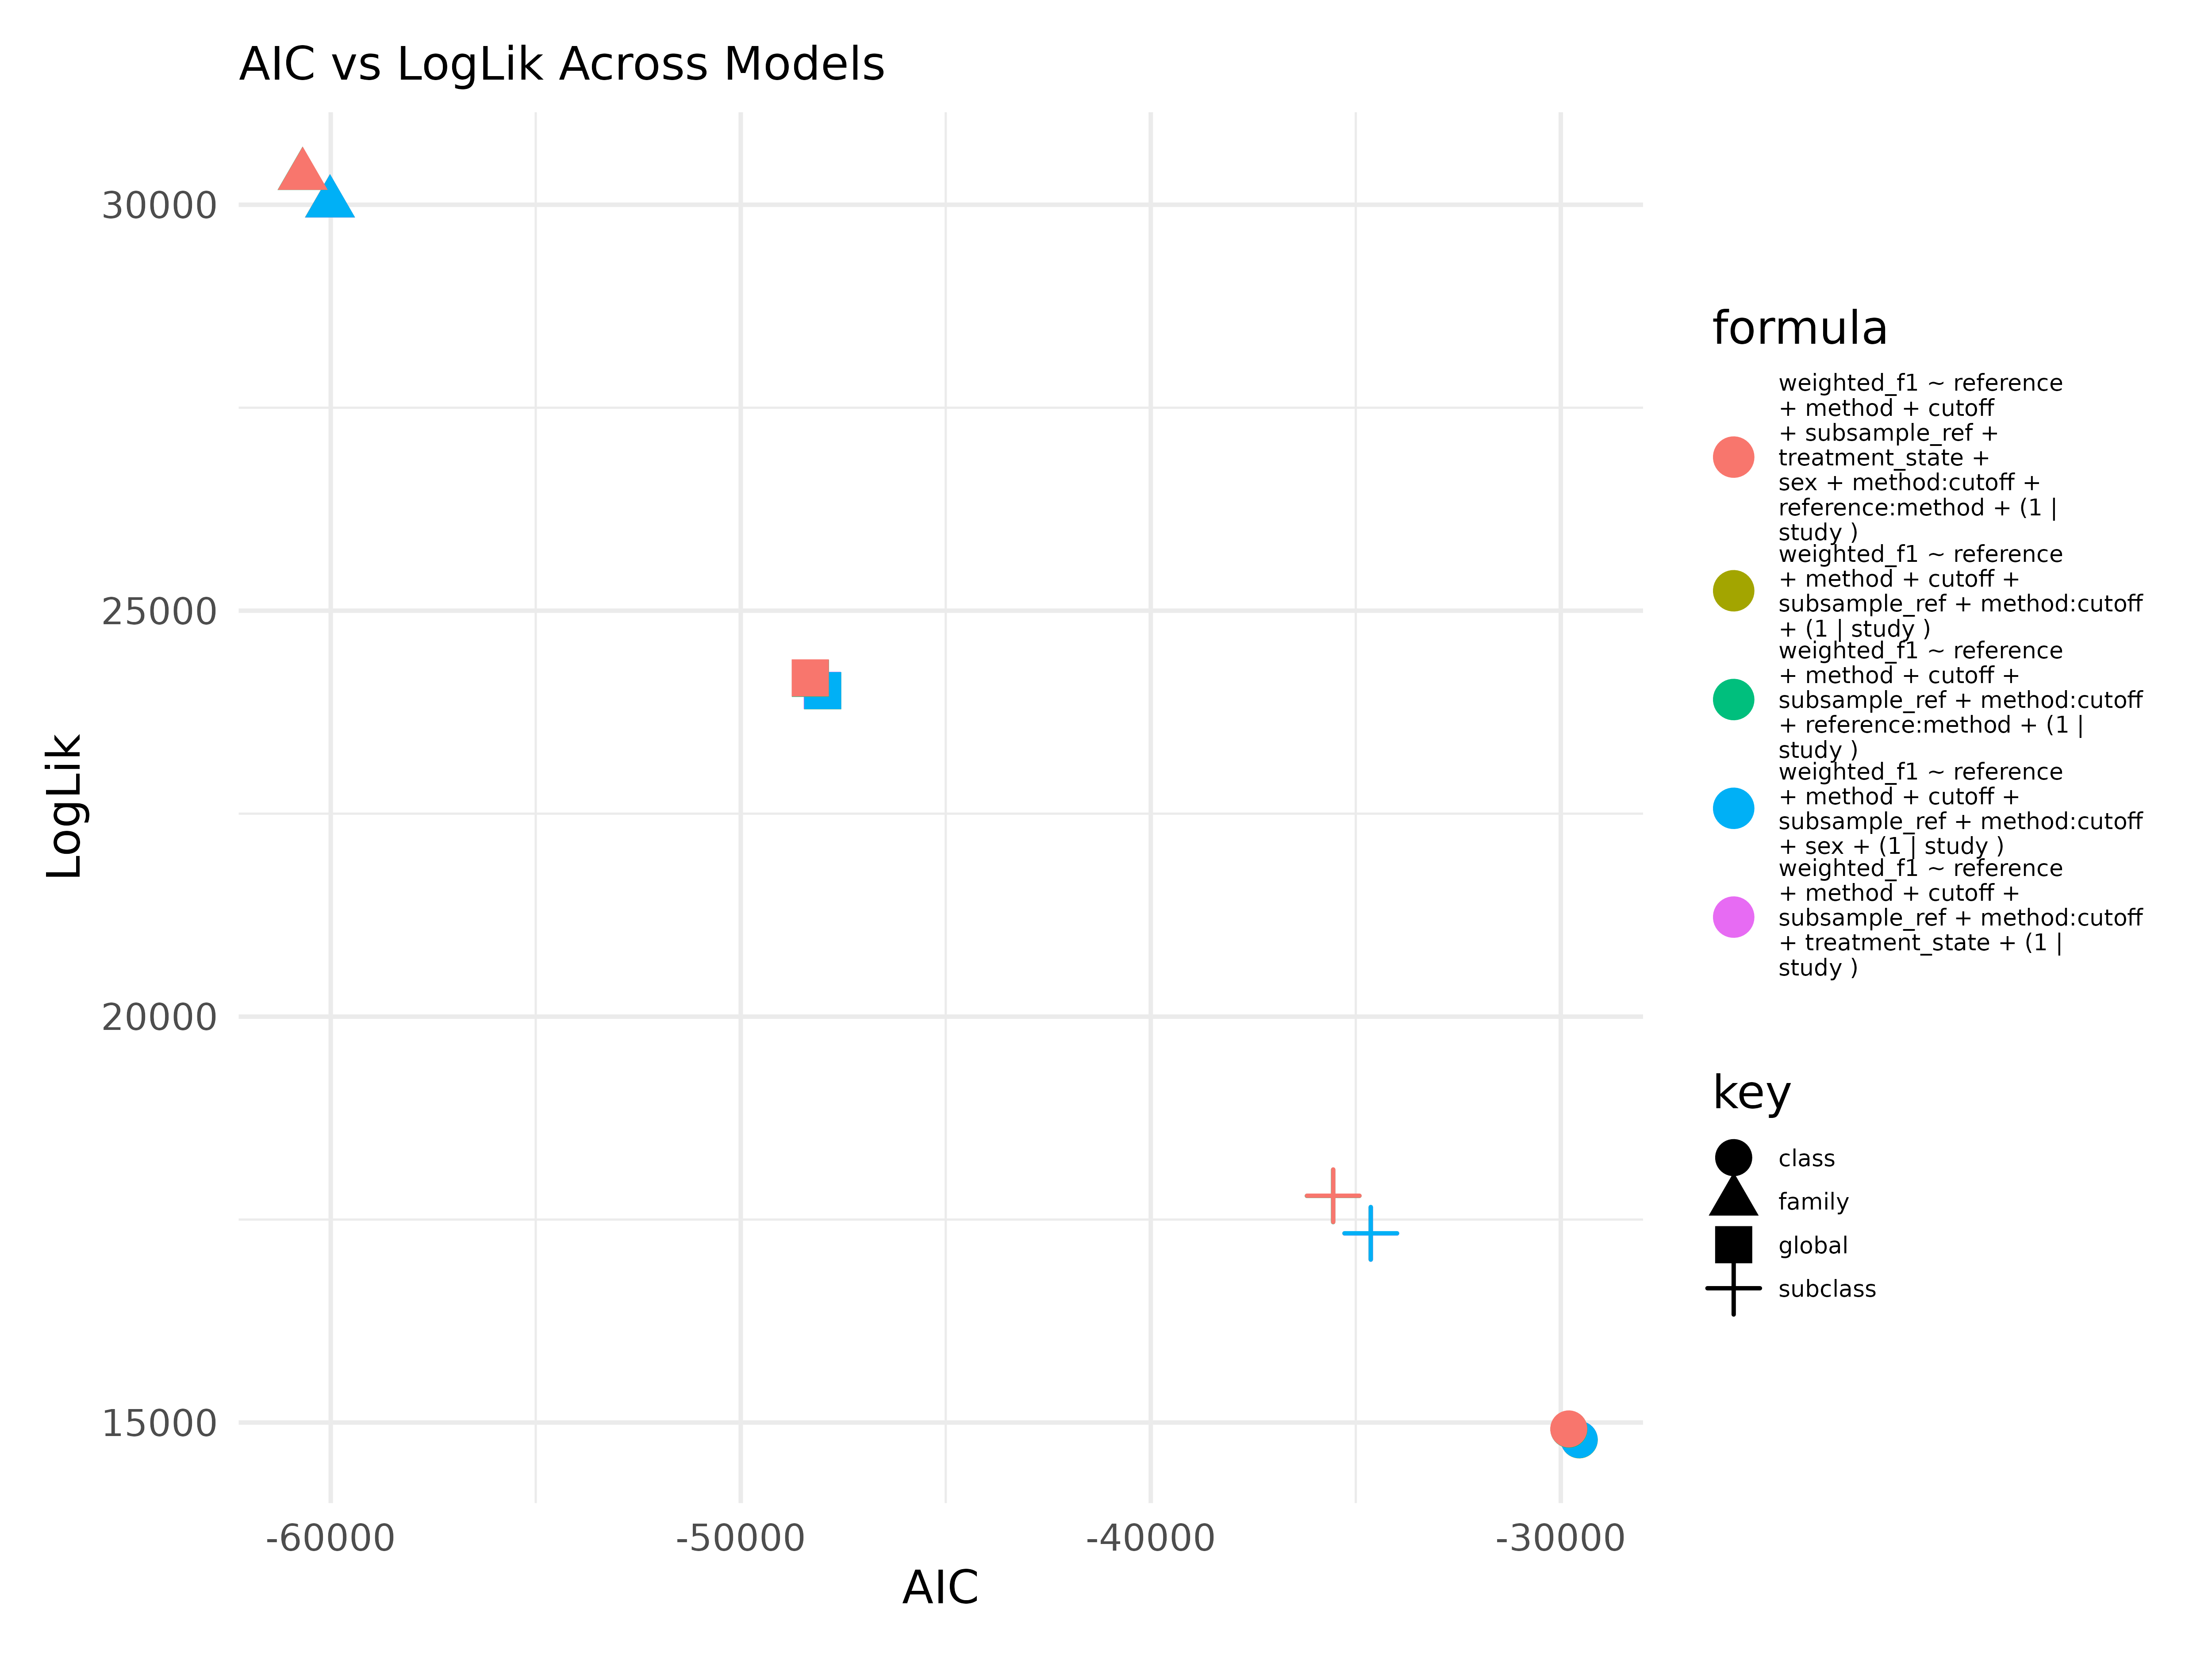 AIC vs LogLik Across Models
30000
25000
20000
15000
LogLik
-60000
-50000
-40000
-30000
AIC
formula
weighted_f1 ~ reference
+ method + cutoff
+ subsample_ref +
treatment_state +
sex + method:cutoff +
reference:method + (1 |
study )
weighted_f1 ~ reference
+ method + cutoff +
subsample_ref + method:cutoff
+ (1 | study )
weighted_f1 ~ reference
+ method + cutoff +
subsample_ref + method:cutoff
+ reference:method + (1 |
study )
weighted_f1 ~ reference
+ method + cutoff +
subsample_ref + method:cutoff
+ sex + (1 | study )
weighted_f1 ~ reference
+ method + cutoff +
subsample_ref + method:cutoff
+ treatment_state + (1 |
study )
key
class
family
global
subclass